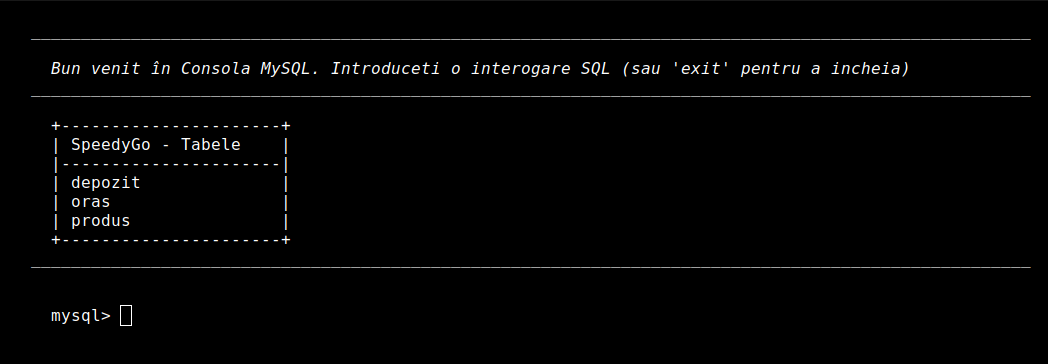 Bun venit în Consola MySQL. Introduceti o interogare SQL (sau 'exit' pentru a incheia)
+----------------------+
| SpeedyGo - Tabele    |
|----------------------|
| depozit              |
| oras                 |
| produs               |
+----------------------+
mysql>